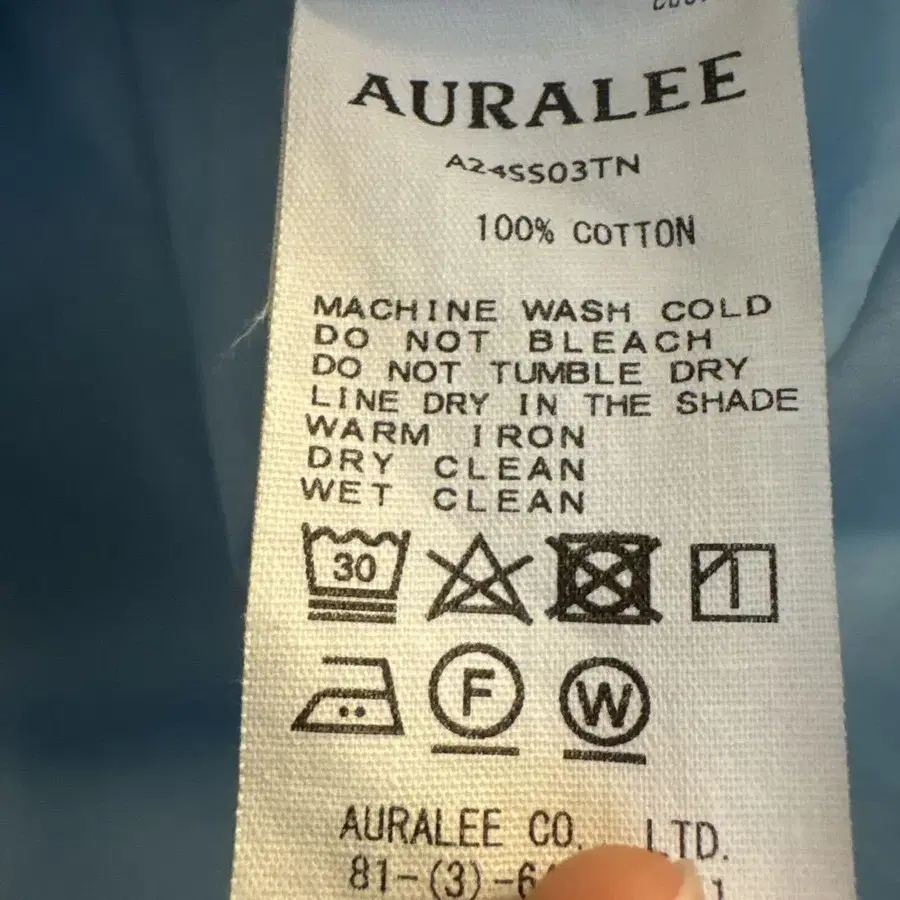 AURALEE
A24SS03TN
100% COTTON
MACHINE WASH COLD
DO NOT BLEACH
DO NOT TUMBLE DRY
LINE DRY IN THE SHADE
WARM IRON
DRY CLEAN
WET CLEAN
30
F
W
AURALEE CO. LTD.
81-(3)-6